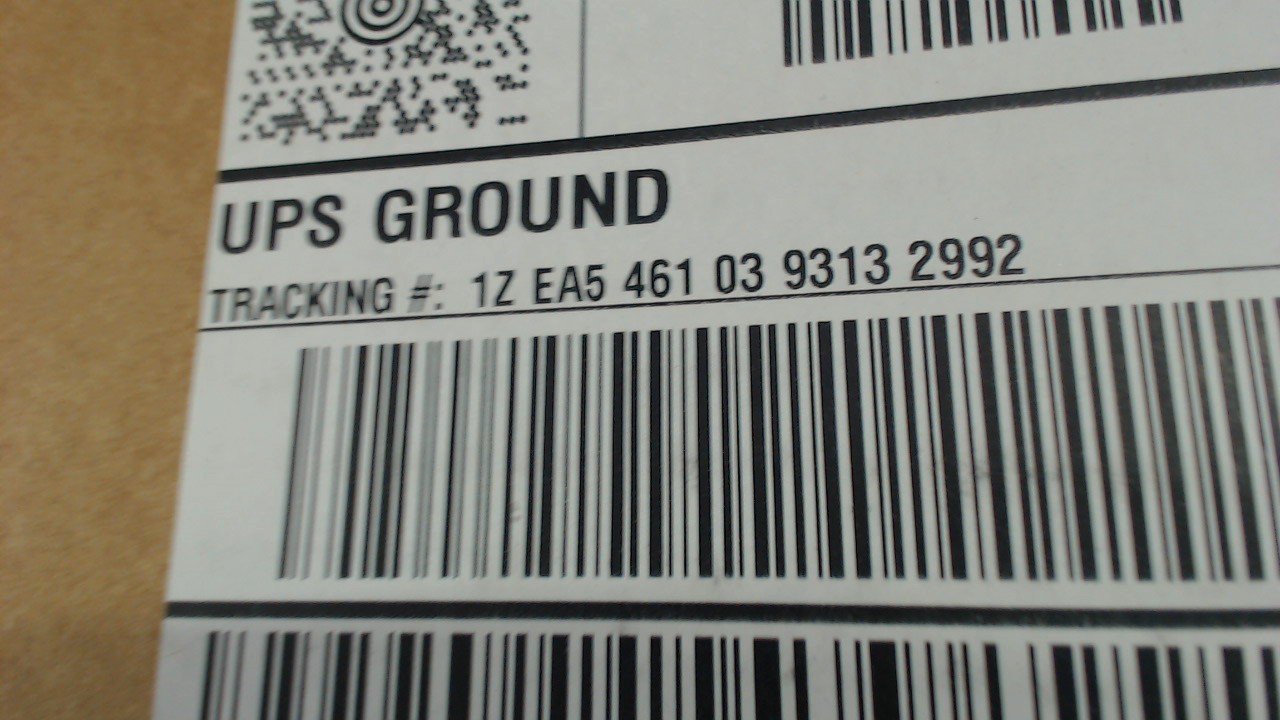 UPS GROUND
TRACKING #: 1Z EA5 461 03 9313 2992